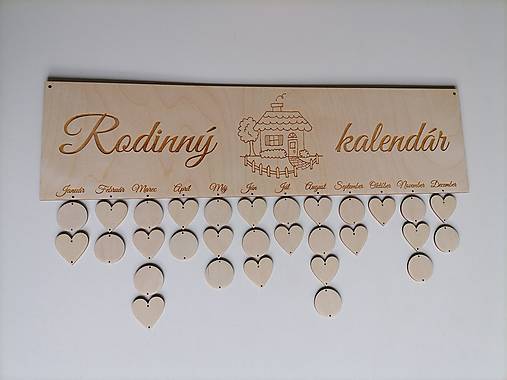 Rodinný kalendár
Január Február Marec Apríl Máj Jún Júl August September Október November December